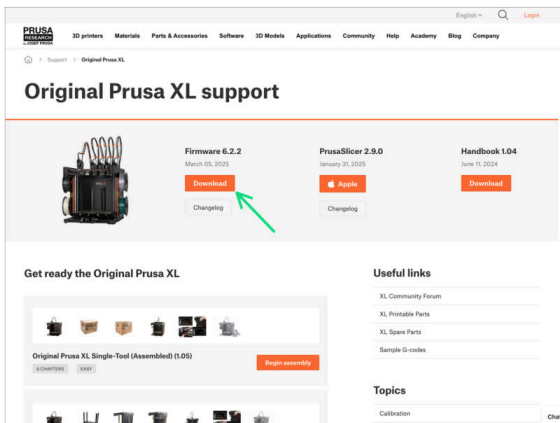 English
Login
PRUSA
RESEARCH
by JOSEF PRUSA
3D printers Materials Parts & Accessories Software 3D Models Applications Community Help Academy Blog Company
> Support > Original Prusa XL
Original Prusa XL support
Firmware 6.2.2
March 05, 2025
Download
Changelog
PrusaSlicer 2.9.0
January 31, 2025
Apple
Changelog
Handbook 1.04
June 11, 2024
Download
Get ready the Original Prusa XL
Original Prusa XL Single-Tool (Assembled) (1.05)
6 CHAPTERS EASY
Begin assembly
Useful links
XL Community Forum
XL Printable Parts
XL Spare Parts
Sample G-codes
Topics
Calibration